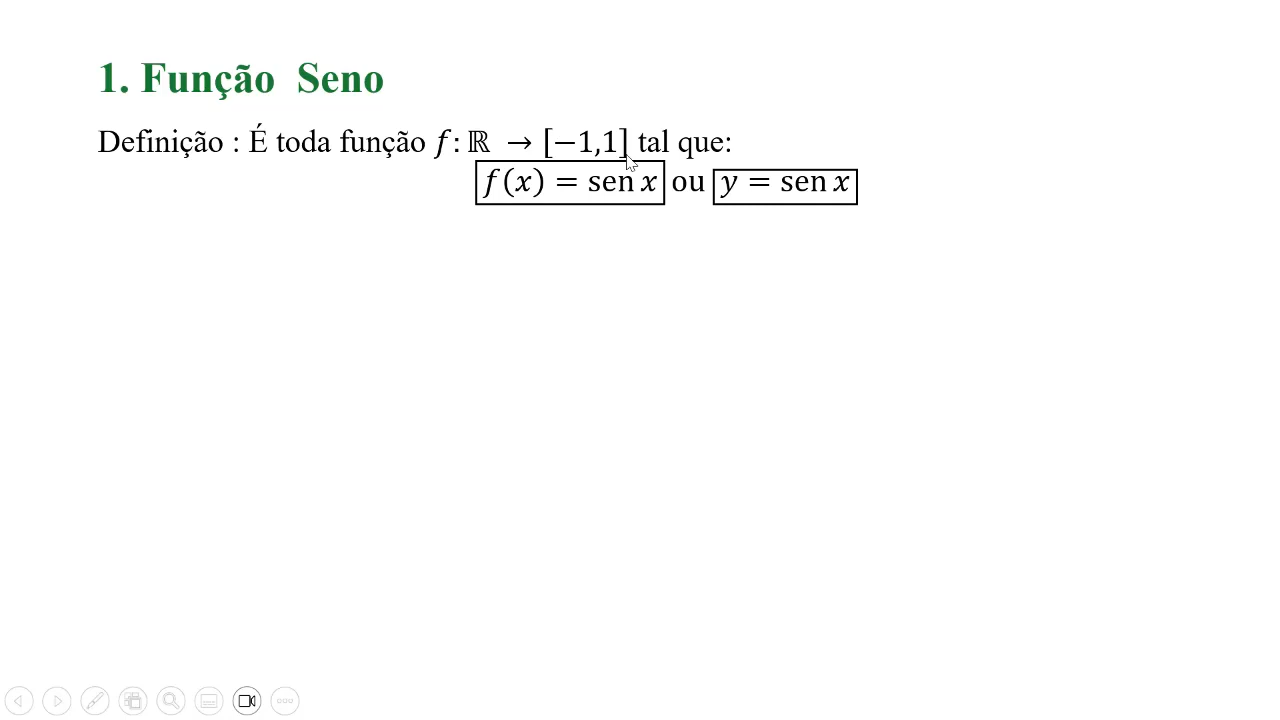 1. Função Seno
Definição : É toda função 𝑓: ℝ → [−1,1] tal que:
𝑓(𝑥) = sen 𝑥 ou 𝑦 = sen 𝑥